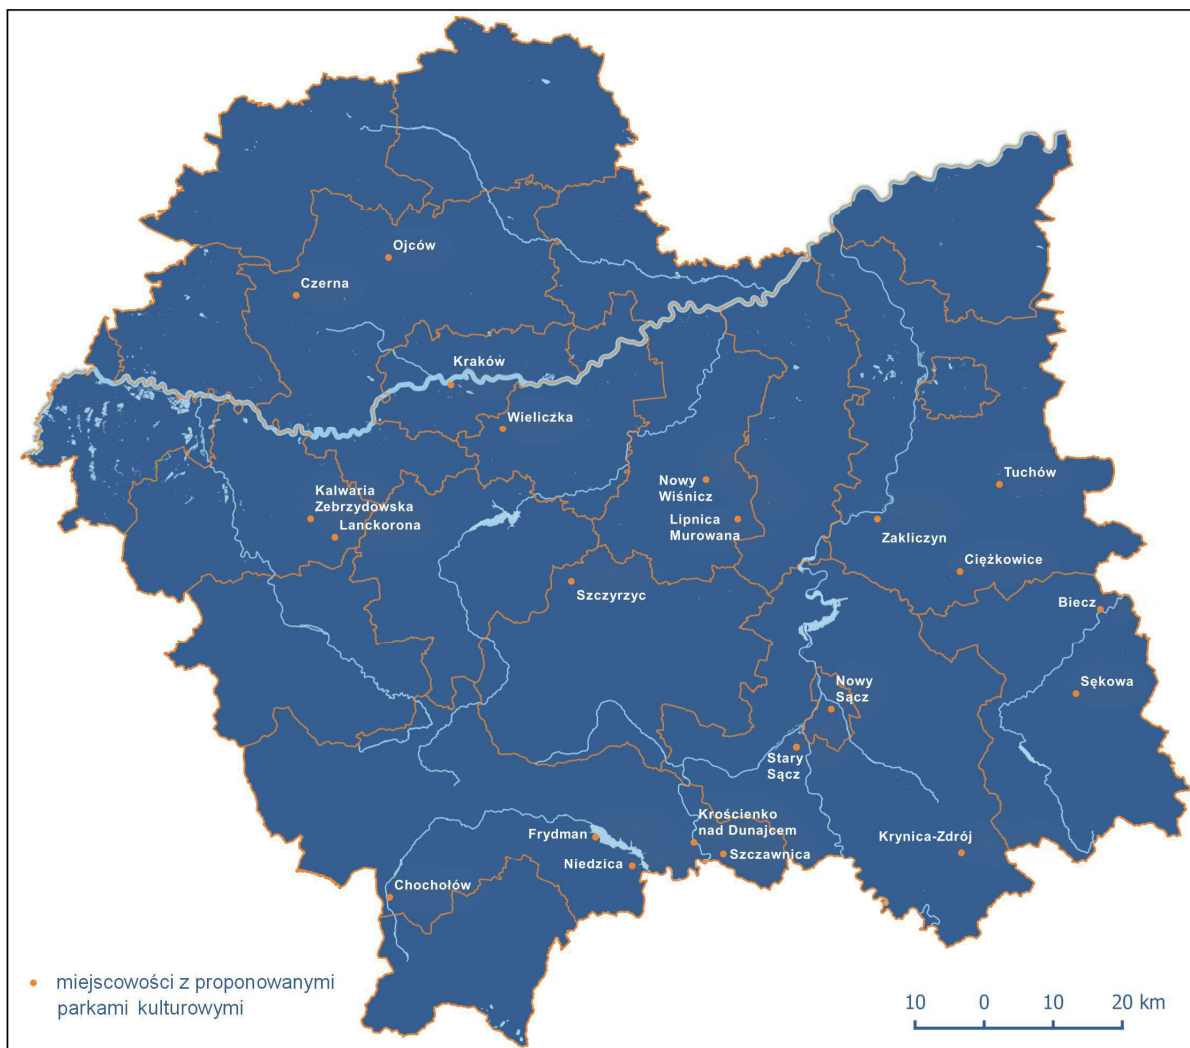 Ojców
Czerna
Kraków
Wieliczka
Kalwaria
Zebrzydowska
Lanckorona
Nowy
Wiśnicz
Lipnica
Murowana
Tuchów
Zakliczyn
Ciężkowice
Szczyrzyc
Biecz
Sękowa
Nowy
Sącz
Stary
Sącz
Krościenko
nad Dunajcem
Szczawnica
Krynica-Zdrój
Frydman
Niedzica
Chochołów
miejscowości z proponowanymi
parkami kulturowymi
10 0 10 20 km